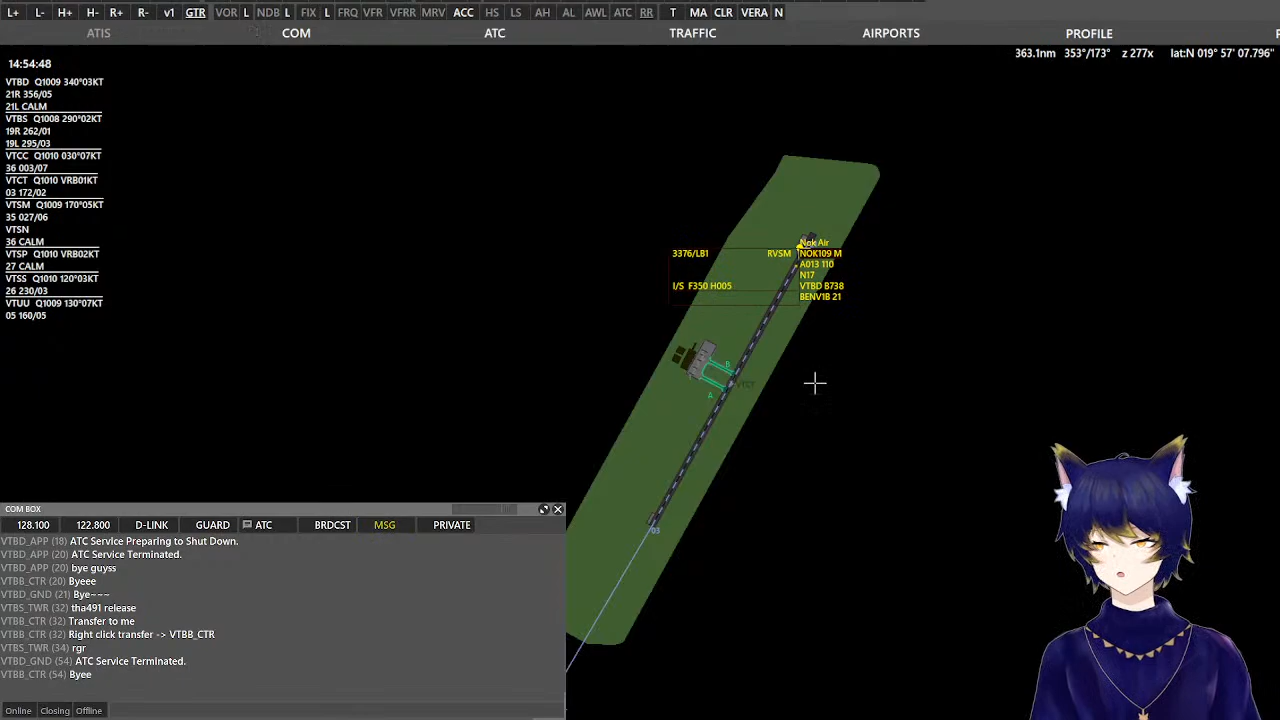 L+ L- H+ H- R+ R- v1 GTR VOR L NDB L FIX L FRQ VFR VFRR MRV ACC HS LS AH AL AWL ATC RR T MA CLR VERA N
ATIS COM ATC TRAFFIC AIRPORTS PROFILE
363.1nm 353°/173° z 277x lat:N 019° 57' 07.796"
14:54:48
VTBD Q1009 340°03KT
21R 356/05
21L CALM
VTBS Q1008 290°02KT
19R 262/01
19L 295/03
VTCC Q1010 030°07KT
36 003/07
VTCT Q1010 VRB01KT
03 172/02
VTSM Q1009 170°05KT
35 027/06
VTSN
36 CALM
VTSP Q1010 VRB02KT
27 CALM
VTSS Q1010 120°03KT
26 230/03
VTUU Q1009 130°07KT
05 160/05
Nok Air
3376/LB1 RVSM NOK109 M
A013 110
N17
I/S F350 H005 VTBD B738
BENV1B 21
B
VTCT
A
03
COM BOX
128.100 122.800 D-LINK GUARD ATC BRDCST MSG PRIVATE
VTBD_APP (18) ATC Service Preparing to Shut Down.
VTBD_APP (20) ATC Service Terminated.
VTBD_APP (20) bye guyss
VTBB_CTR (20) Byeee
VTBD_GND (21) Bye~~~
VTBS_TWR (32) tha491 release
VTBB_CTR (32) Transfer to me
VTBB_CTR (32) Right click transfer -> VTBB_CTR
VTBS_TWR (34) rgr
VTBD_GND (54) ATC Service Terminated.
VTBB_CTR (54) Byee
Online Closing Offline